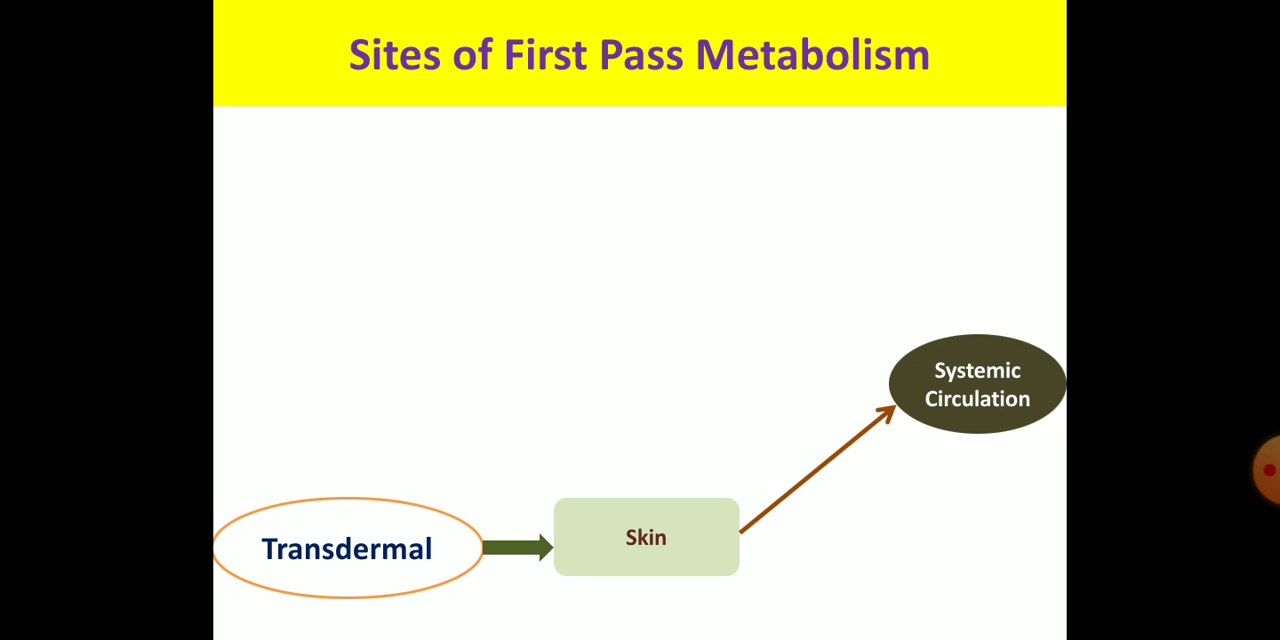 Sites of First Pass Metabolism
Systemic
Circulation
Transdermal
Skin